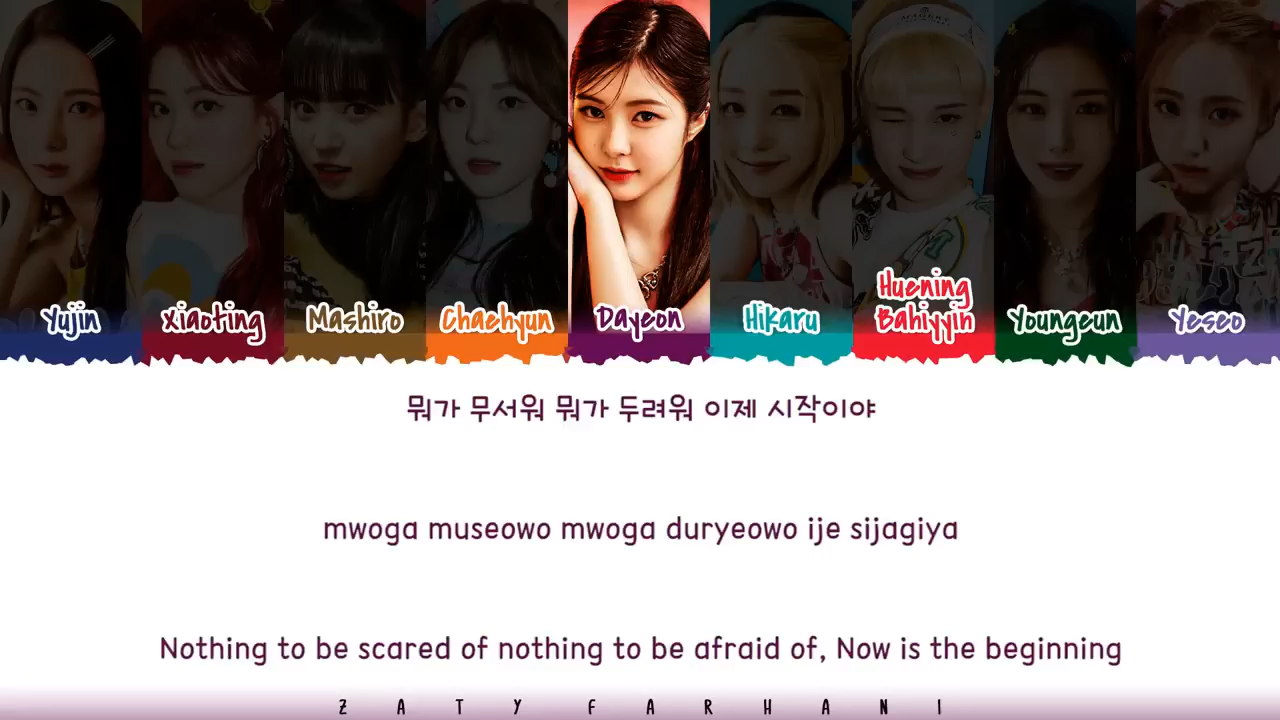 Yujin
Xiaoting
Mashiro
Chaehyun
Dayeon
Hikaru
Huening
Bahiyyih
Youngeun
Yeseo
뭐가 무서워 뭐가 두려워 이제 시작이야
mwoga museowo mwoga duryeowo ije sijagiya
Nothing to be scared of nothing to be afraid of, Now is the beginning
ZATY FARHANI